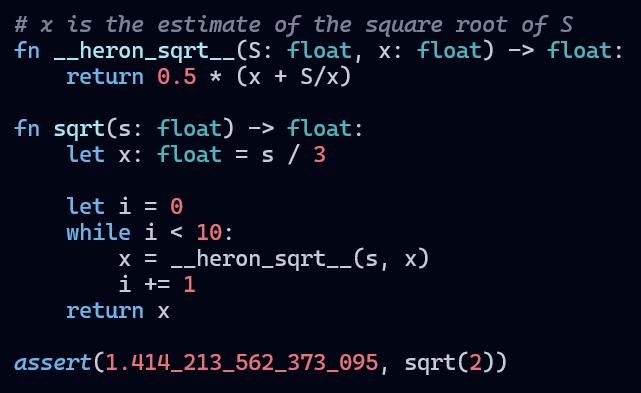 # x is the estimate of the square root of S
fn __heron_sqrt__(S: float, x: float) -> float:
    return 0.5 * (x + S/x)

fn sqrt(s: float) -> float:
    let x: float = s / 3

    let i = 0
    while i < 10:
        x = __heron_sqrt__(s, x)
        i += 1
    return x

assert(1.414_213_562_373_095, sqrt(2))